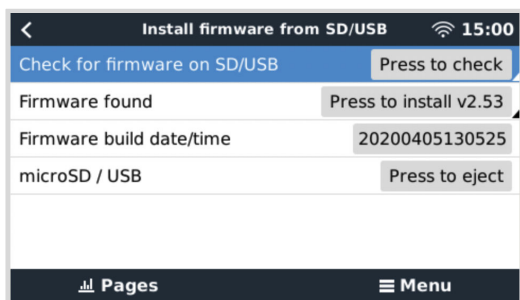 Install firmware from SD/USB 15:00
Check for firmware on SD/USB Press to check
Firmware found Press to install v2.53
Firmware build date/time 20200405130525
microSD / USB Press to eject
Pages Menu